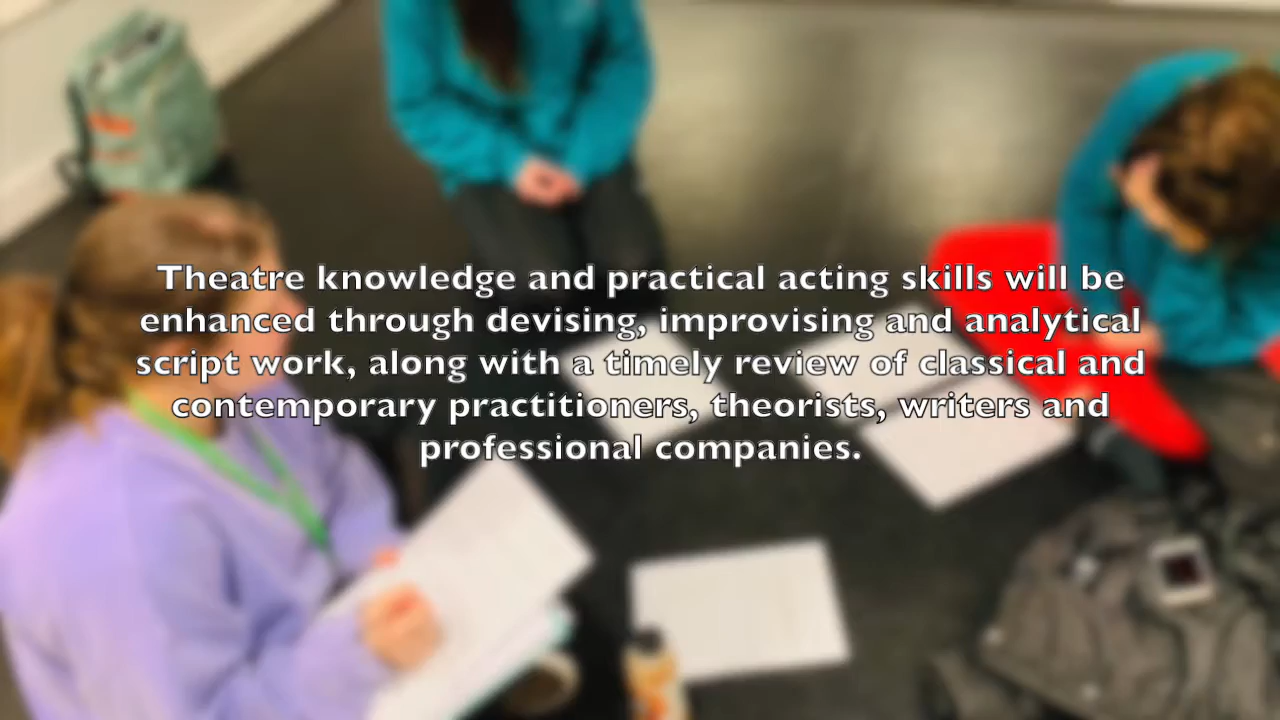 Theatre knowledge and practical acting skills will be
enhanced through devising, improvising and analytical
script work, along with a timely review of classical and
contemporary practitioners, theorists, writers and
professional companies.